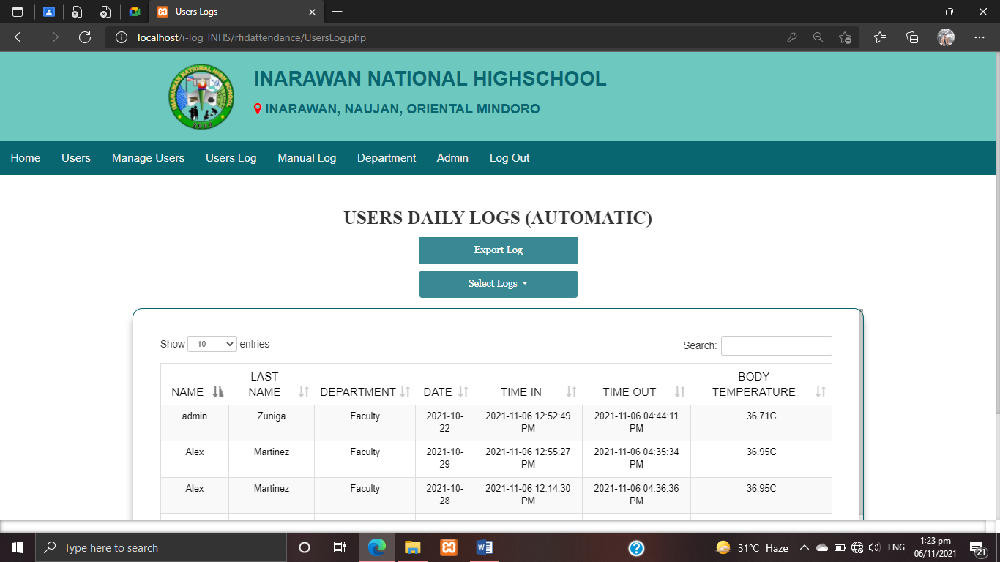 Users Logs
localhost/i-log_INHS/rfidattendance/UsersLog.php
INARAWAN NATIONAL HIGH SCHOOL
2000
INARAWAN NATIONAL HIGHSCHOOL
INARAWAN, NAUJAN, ORIENTAL MINDORO
Home Users Manage Users Users Log Manual Log Department Admin Log Out
USERS DAILY LOGS (AUTOMATIC)
Export Log
Select Logs
Show 10 entries Search:
NAME LAST NAME DEPARTMENT DATE TIME IN TIME OUT BODY TEMPERATURE
admin Zuniga Faculty 2021-10-22 2021-11-06 12:52:49 PM 2021-11-06 04:44:11 PM 36.71C
Alex Martinez Faculty 2021-10-29 2021-11-06 12:55:27 PM 2021-11-06 04:35:34 PM 36.95C
Alex Martinez Faculty 2021-10-28 2021-11-06 12:14:30 PM 2021-11-06 04:36:36 PM 36.95C
Type here to search
31°C Haze
ENG
1:23 pm
06/11/2021
21